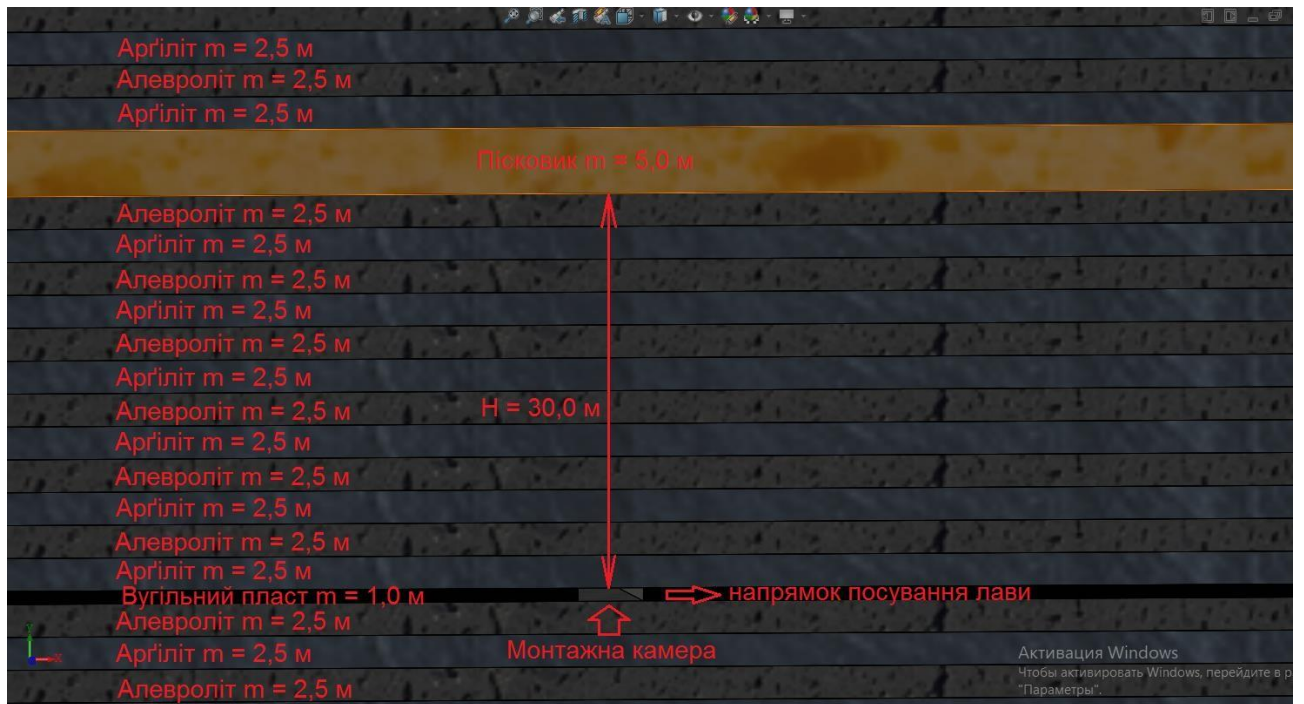 Арґіліт m = 2,5 м
Алевроліт m = 2,5 м
Арґіліт m = 2,5 м
Пісковик m = 5,0 м
Алевроліт m = 2,5 м
Арґіліт m = 2,5 м
Алевроліт m = 2,5 м
Арґіліт m = 2,5 м
Алевроліт m = 2,5 м
Арґіліт m = 2,5 м
Алевроліт m = 2,5 м
H = 30,0 м
Арґіліт m = 2,5 м
Алевроліт m = 2,5 м
Арґіліт m = 2,5 м
Алевроліт m = 2,5 м
Арґіліт m = 2,5 м
Вугільний пласт m = 1,0 м
напрямок посування лави
Алевроліт m = 2,5 м
Арґіліт m = 2,5 м
Монтажна камера
Алевроліт m = 2,5 м
Активация Windows
Чтобы активировать Windows, перейдите в р
"Параметры".